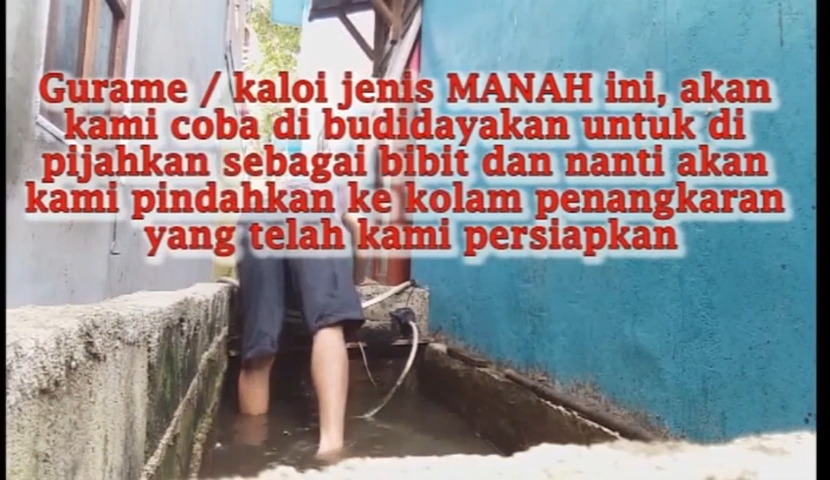 Gurame / kaloi jenis MANAH ini, akan
kami coba di budidayakan untuk di
pijahkan sebagai bibit dan nanti akan
kami pindahkan ke kolam penangkaran
yang telah kami persiapkan